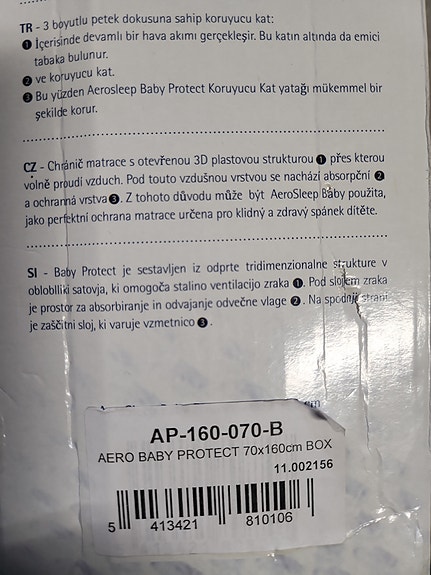 TR - 3 boyutlu petek dokusuna sahip koruyucu kat:
❶ İçerisinde devamlı bir hava akımı gerçekleşir. Bu katın altında da emici
tabaka bulunur.
❷ ve koruyucu kat.
❸ Bu yüzden Aerosleep Baby Protect Koruyucu Kat yatağı mükemmel bir
şekilde korur.
CZ - Chránič matrace s otevřenou 3D plastovou strukturou ❶ přes kterou
volně proudí vzduch. Pod touto vzdušnou vrstvou se nachází absorpční ❷
a ochranná vrstva ❸. Z tohoto důvodu může být AeroSleep Baby použita,
jako perfektní ochrana matrace určena pro klidný a zdravý spánek dítěte.
SI - Baby Protect je sestavljen iz odprte tridimenzionalne strukture v
obloblliki satovja, ki omogoča stalino ventilacijo zraka ❶. Pod slojem zraka
je prostor za absorbiranje in odvajanje odvečne vlage ❷. Na spodnji strani
je zaščitni sloj, ki varuje vzmetnico ❸.
cm
AP-160-070-B
AERO BABY PROTECT 70x160cm BOX
11.002156
5 413421 810106